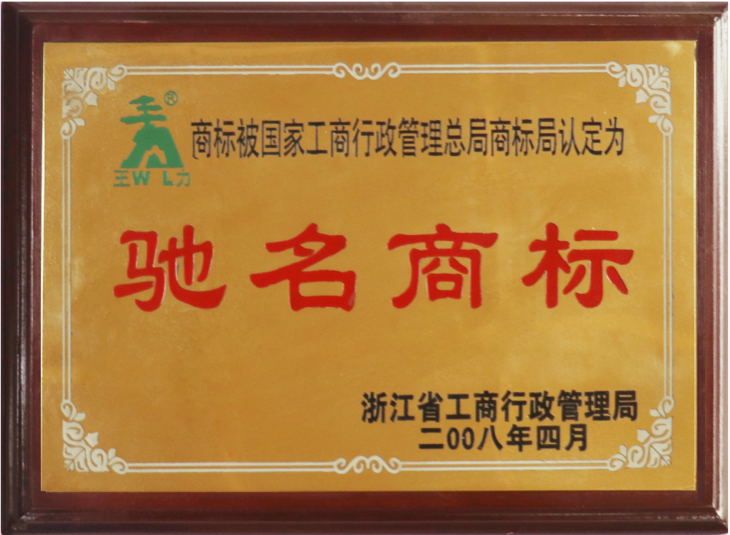 ®
王WL力
商标被国家工商行政管理总局商标局认定为
驰名商标
浙江省工商行政管理局
二00八年四月